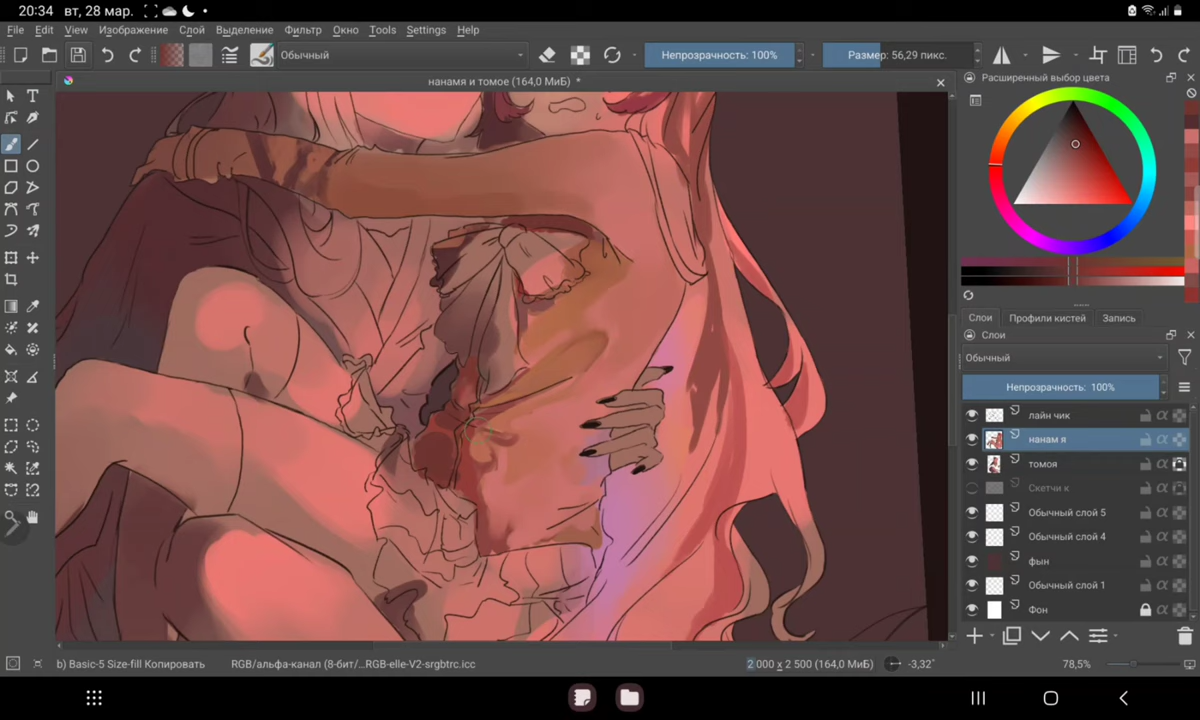 20:34 вт, 28 мар.
File Edit View Изображение Слой Выделение Фильтр Окно Tools Settings Help
Обычный
Непрозрачность: 100%
Размер: 56,29 пикс.
нанамя и томое (164,0 МиБ) *
Расширенный выбор цвета
Слои Профили кистей Запись
Слои
Обычный
Непрозрачность: 100%
лайн чик
нанам я
томоя
Скетчи к
Обычный слой 5
Обычный слой 4
фын
Обычный слой 1
Фон
b) Basic-5 Size-fill Копировать
RGB/альфа-канал (8-бит/...RGB-elle-V2-srgbtrc.icc
2 000 x 2 500 (164,0 МиБ)
-3,32°
78,5%